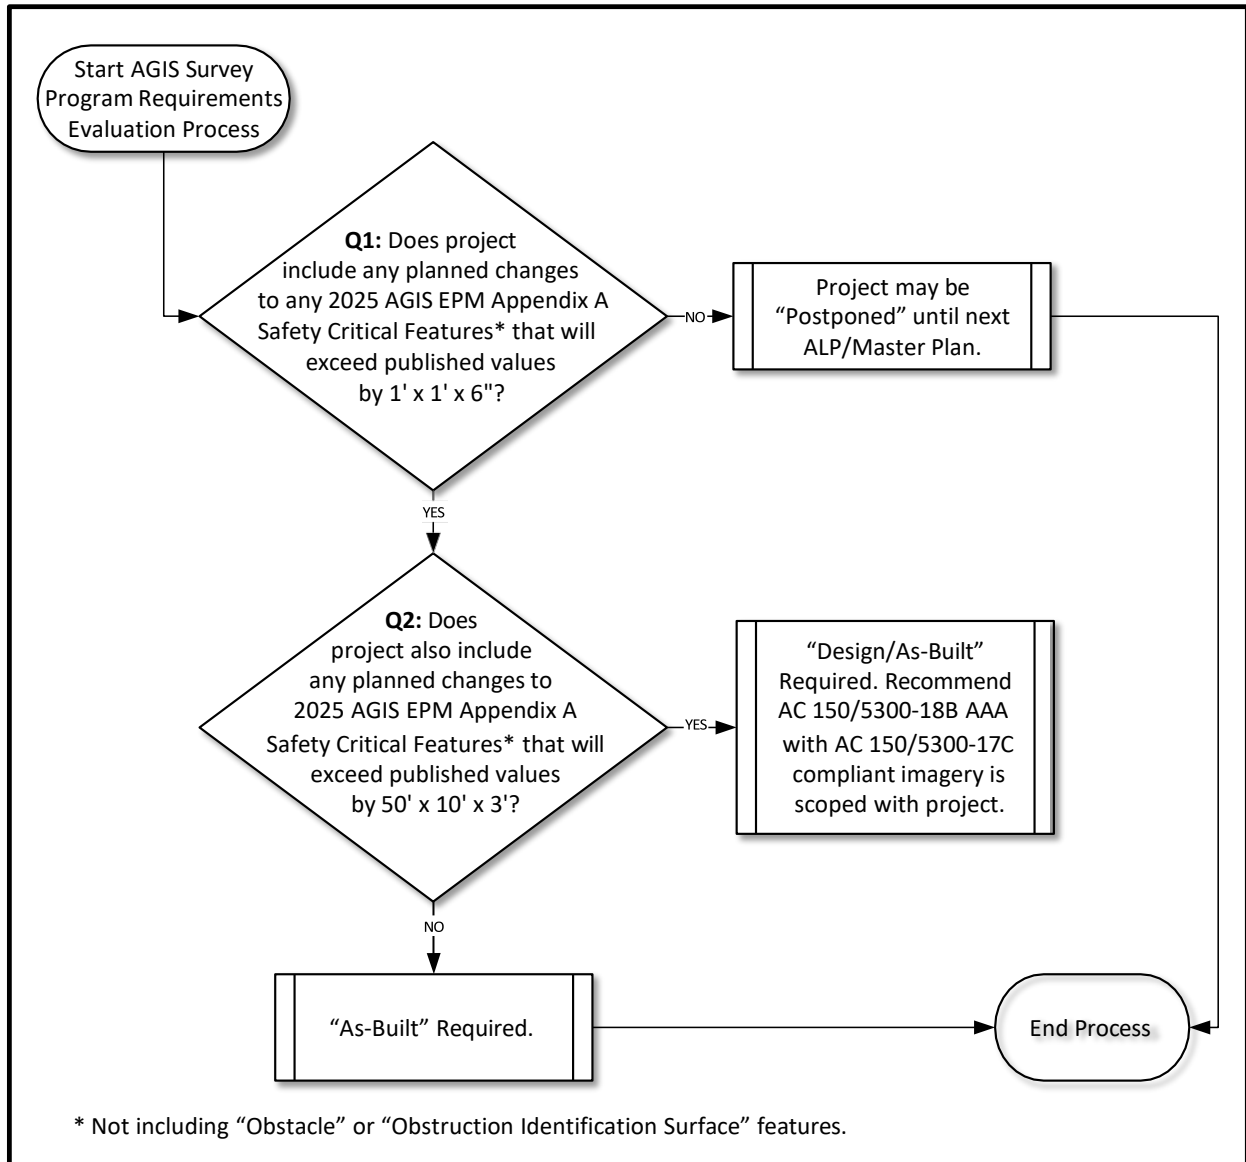 Start AGIS Survey
Program Requirements
Evaluation Process
Q1: Does project
include any planned changes
to any 2025 AGIS EPM Appendix A
Safety Critical Features* that will
exceed published values
by 1' x 1' x 6"?
NO
Project may be
“Postponed” until next
ALP/Master Plan.
YES
Q2: Does
project also include
any planned changes to
2025 AGIS EPM Appendix A
Safety Critical Features* that will
exceed published values
by 50' x 10' x 3'?
YES
“Design/As-Built”
Required. Recommend
AC 150/5300-18B AAA
with AC 150/5300-17C
compliant imagery is
scoped with project.
NO
“As-Built” Required.
End Process
* Not including “Obstacle” or “Obstruction Identification Surface” features.